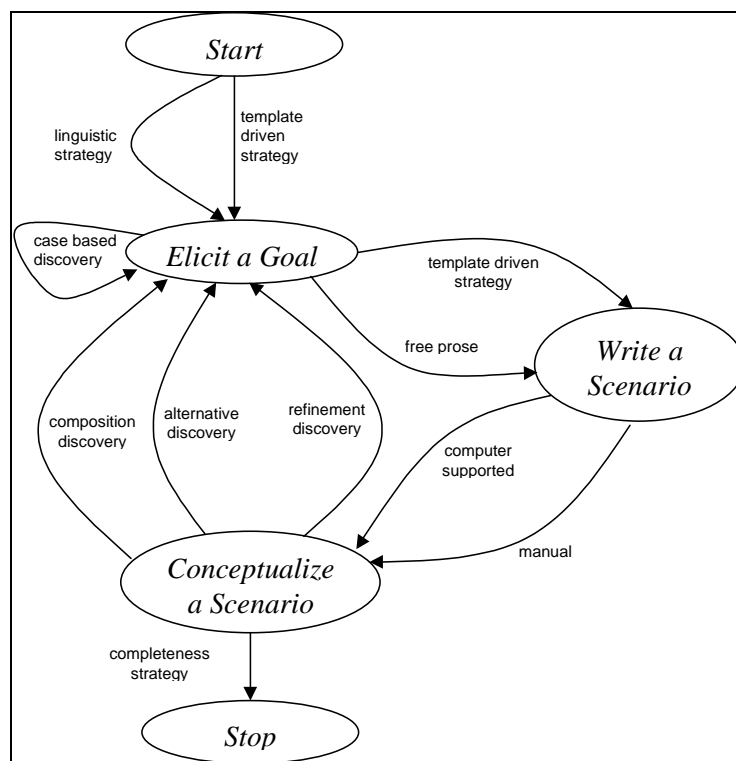 Start
linguistic
strategy
template
driven
strategy
case based
discovery
Elicit a Goal
template driven
strategy
free prose
Write a
Scenario
composition
discovery
alternative
discovery
refinement
discovery
computer
supported
manual
Conceptualize
a Scenario
completeness
strategy
Stop